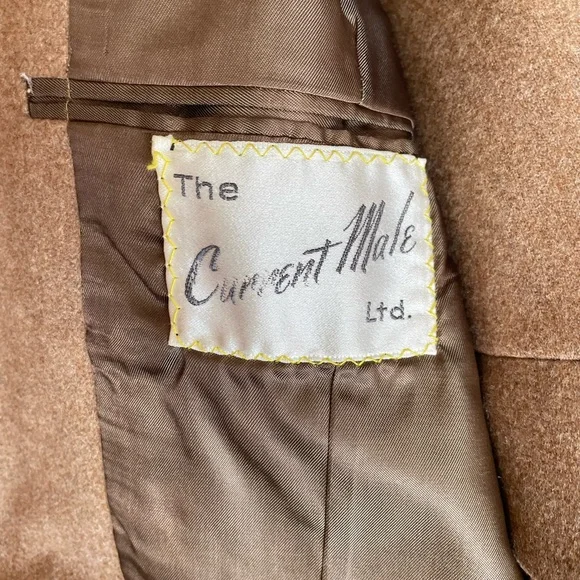 The
Current Male
Ltd.